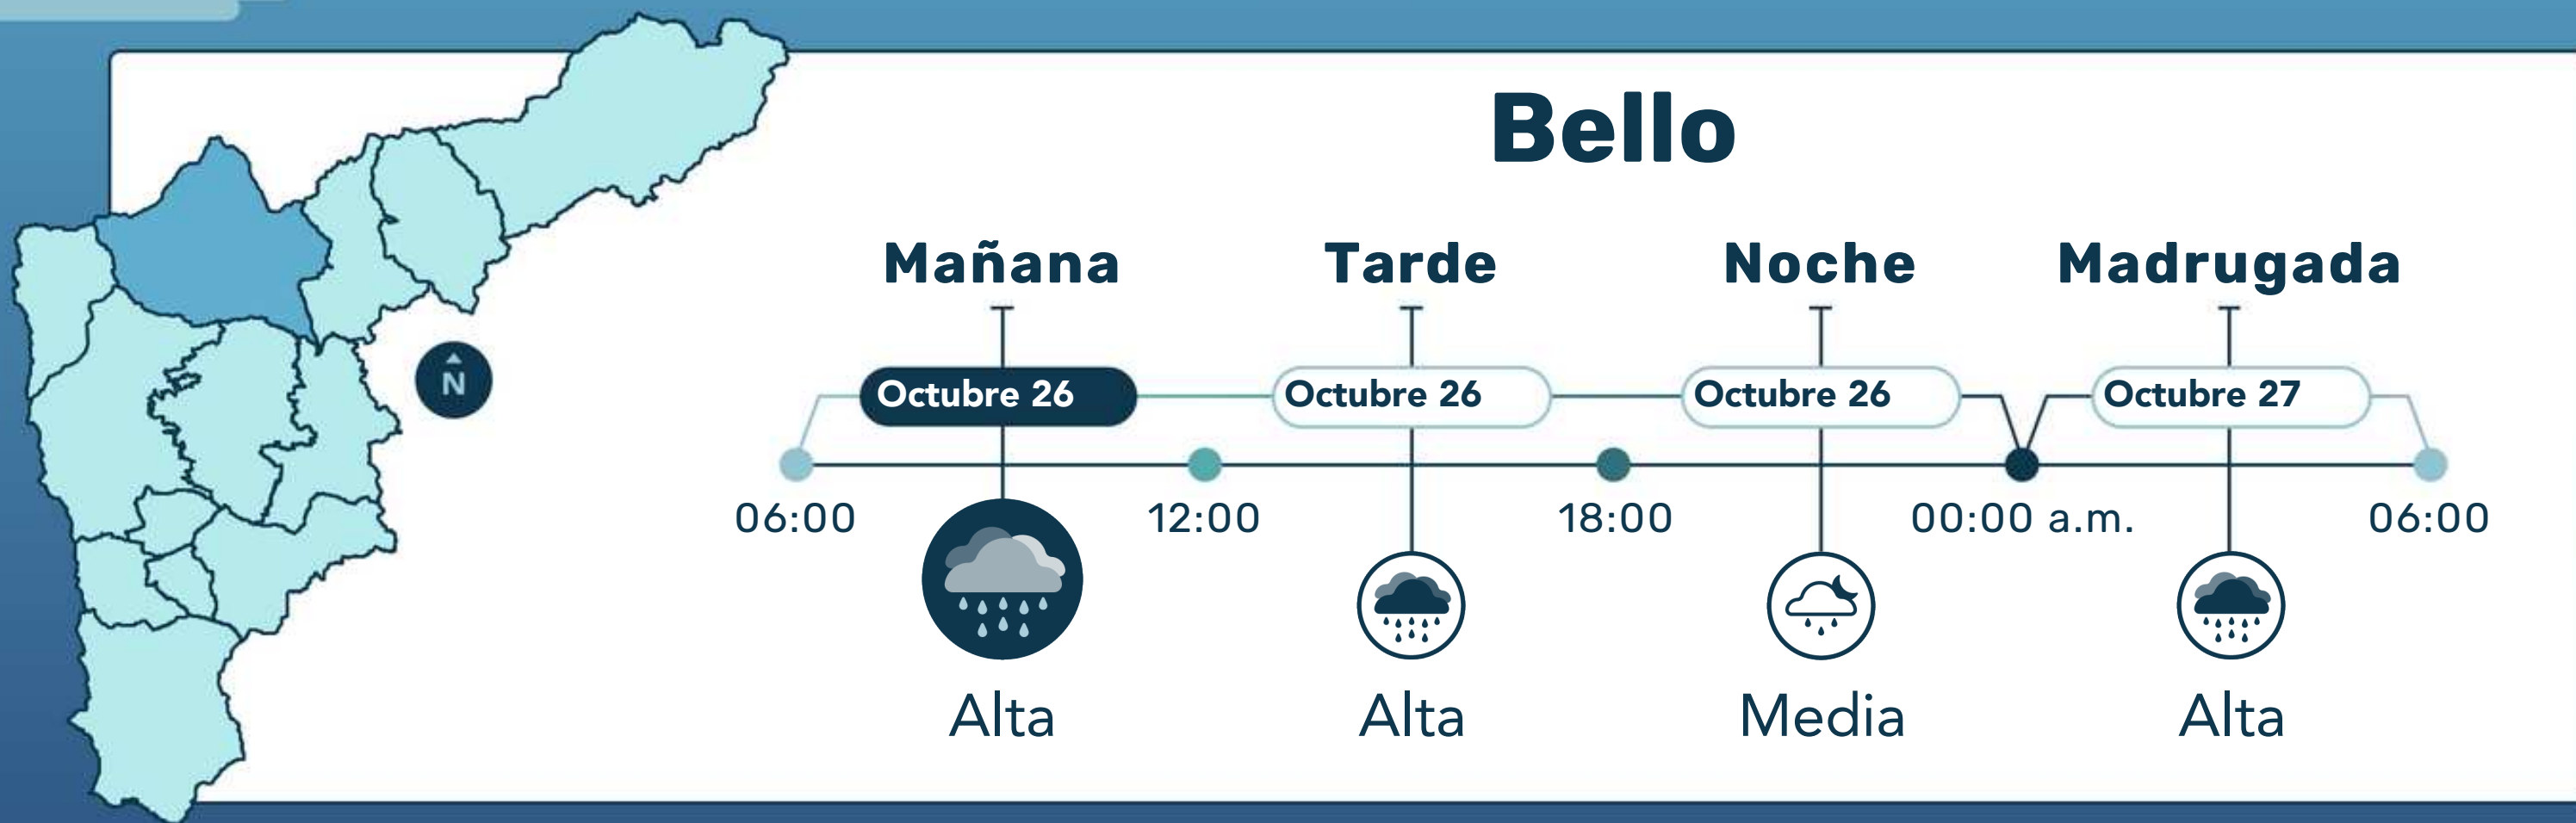 Bello
Mañana Tarde Noche Madrugada
N
Octubre 26 Octubre 26 Octubre 26 Octubre 27
06:00 12:00 18:00 00:00 a.m. 06:00
Alta Alta Media Alta